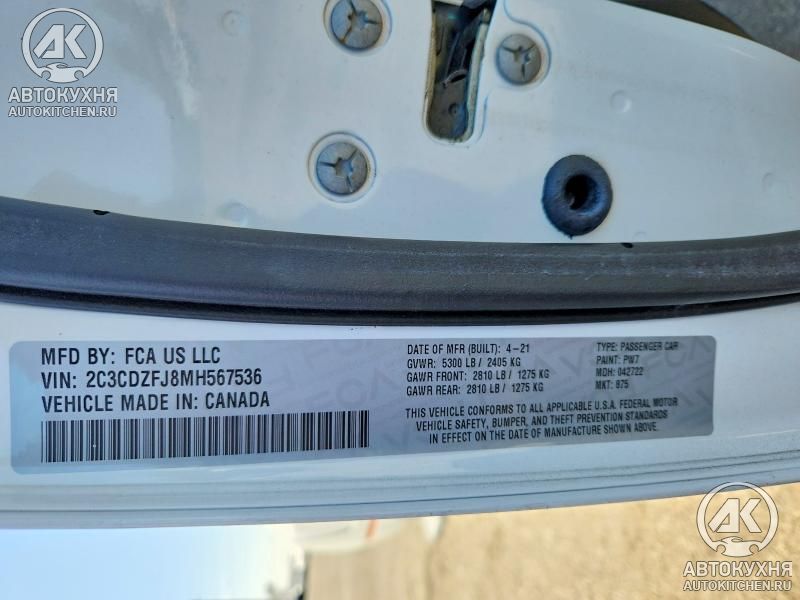 АК
АВТОКУХНЯ
AUTOKITCHEN.RU
MFD BY: FCA US LLC
VIN: 2C3CDZFJ8MH567536
VEHICLE MADE IN: CANADA
DATE OF MFR (BUILT): 4-21
GVWR: 5300 LB / 2405 KG
GAWR FRONT: 2810 LB / 1275 KG
GAWR REAR: 2810 LB / 1275 KG
TYPE: PASSENGER CAR
PAINT: PW7
MDH: 042722
MKT: 875
THIS VEHICLE CONFORMS TO ALL APPLICABLE U.S.A. FEDERAL MOTOR
VEHICLE SAFETY, BUMPER, AND THEFT PREVENTION STANDARDS
IN EFFECT ON THE DATE OF MANUFACTURE SHOWN ABOVE.
АК
АВТОКУХНЯ
AUTOKITCHEN.RU